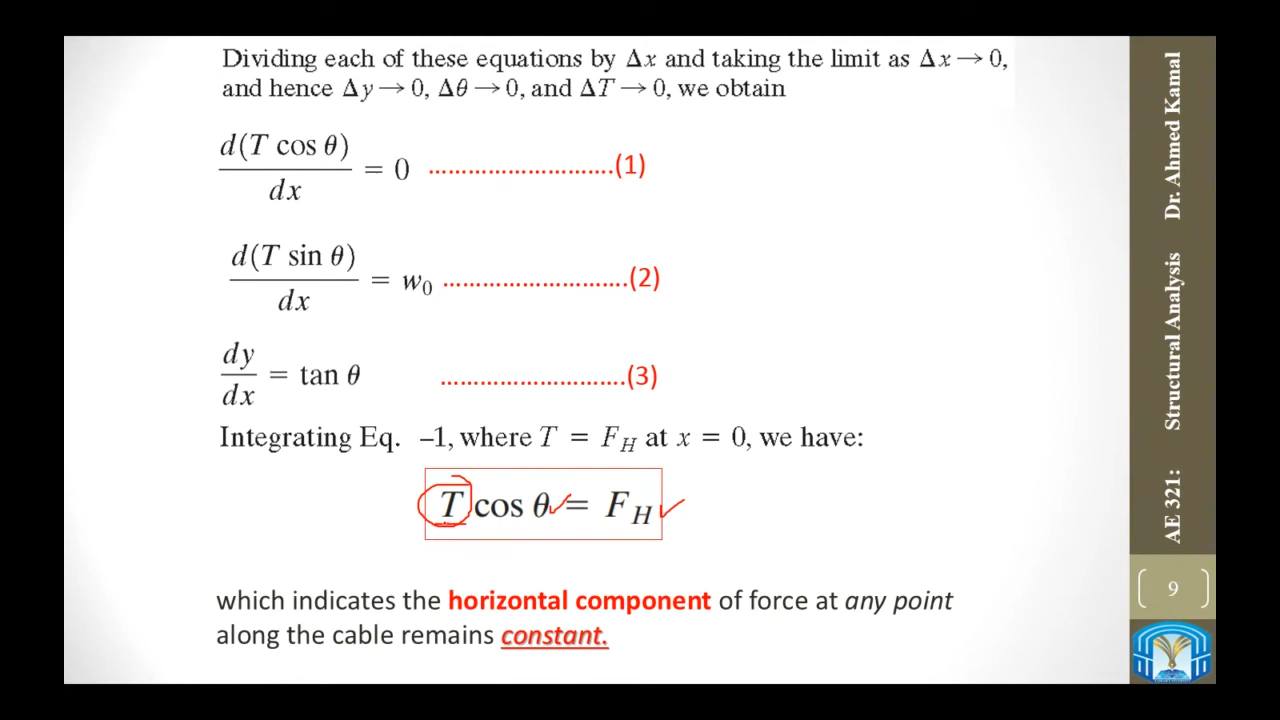 Dividing each of these equations by Δx and taking the limit as Δx → 0,
and hence Δy → 0, Δθ → 0, and ΔT → 0, we obtain
d(T cos θ)
dx
= 0 ............................(1)
d(T sin θ)
dx
= w₀ ............................(2)
dy
dx
= tan θ ............................(3)
Integrating Eq. –1, where T = F_H at x = 0, we have:
T cos θ = F_H
which indicates the horizontal component of force at any point
along the cable remains constant.
AE 321: Structural Analysis Dr. Ahmed Kamal
9